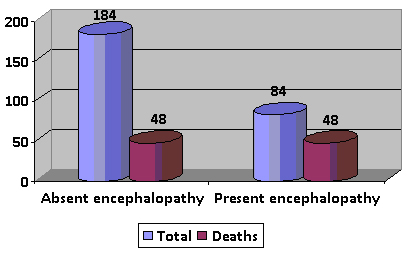 200
150
100
50
0
184
48
84
48
Absent encephalopathy
Present encephalopathy
Total
Deaths